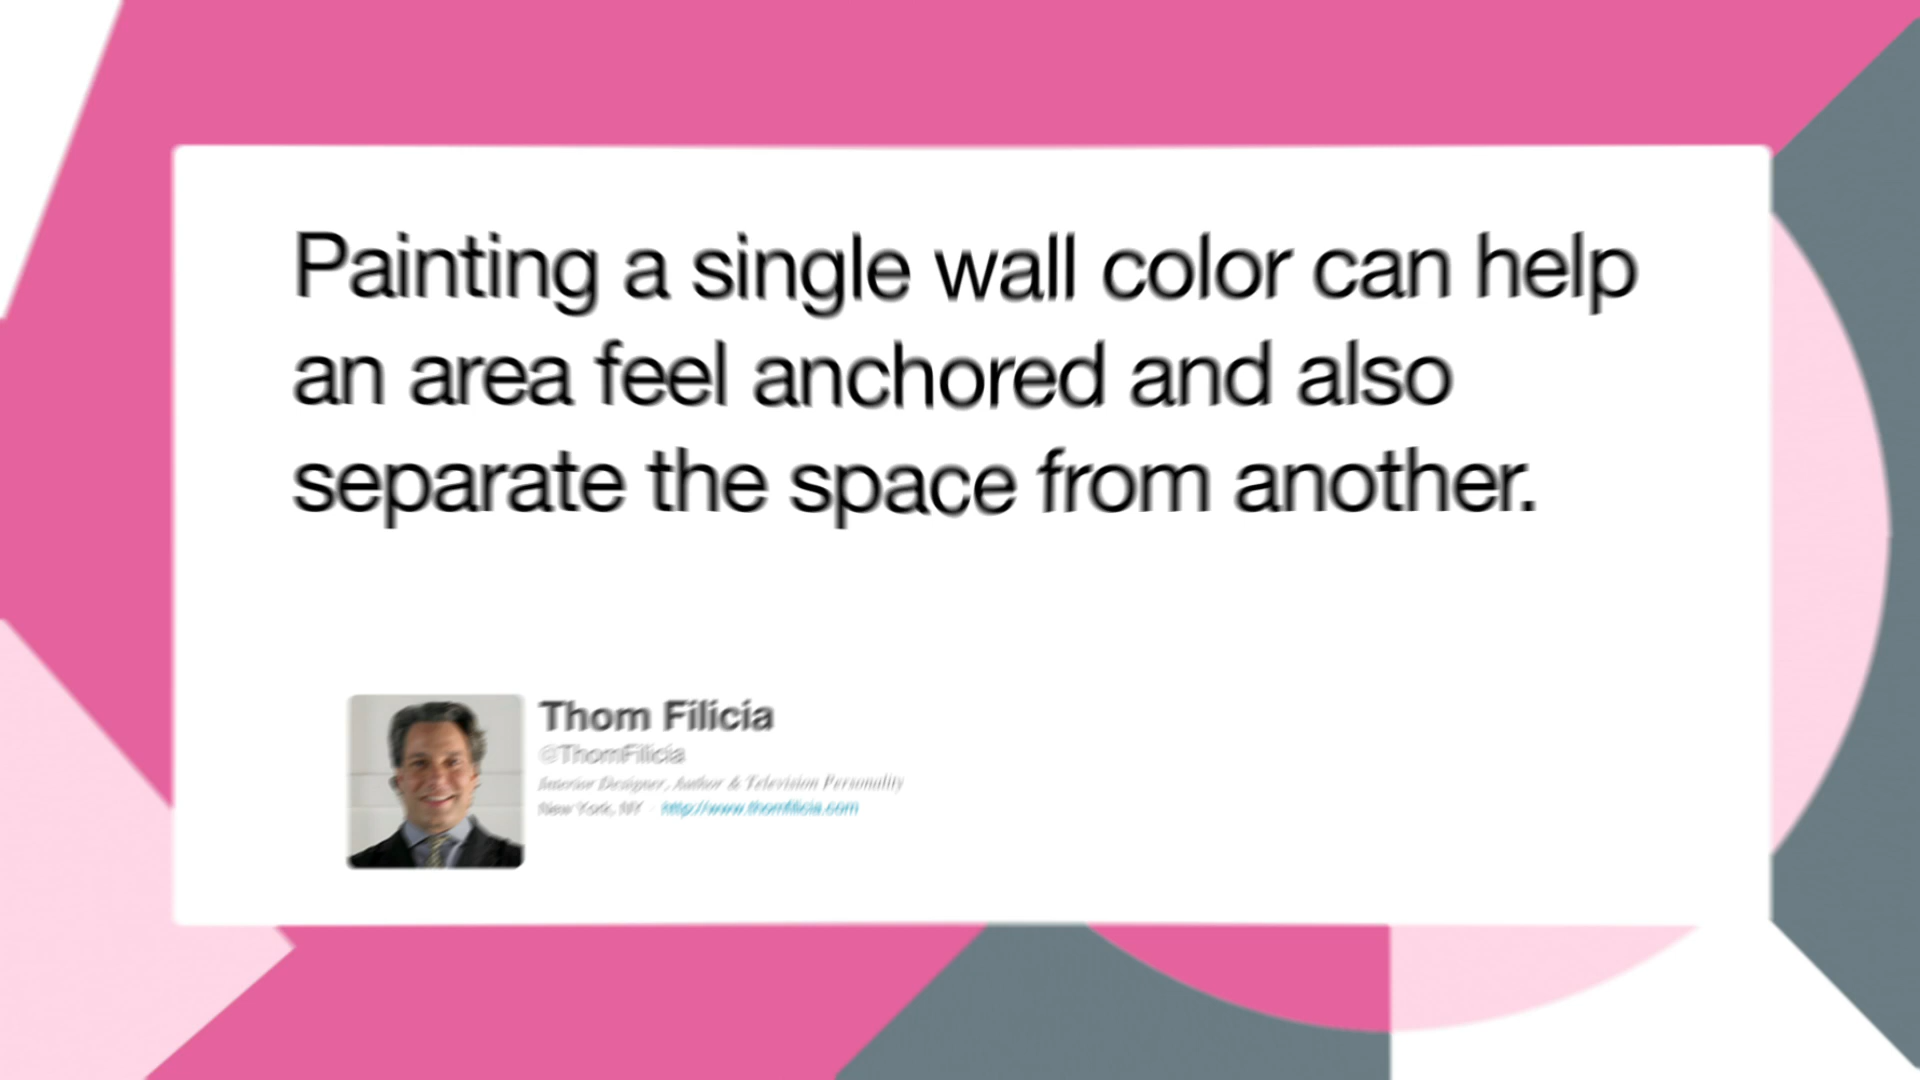 Painting a single wall color can help
an area feel anchored and also
separate the space from another.
Thom Filicia
@ThomFilicia
Interior Designer, Author & Television Personality
New York, NY · http://www.thomfilicia.com